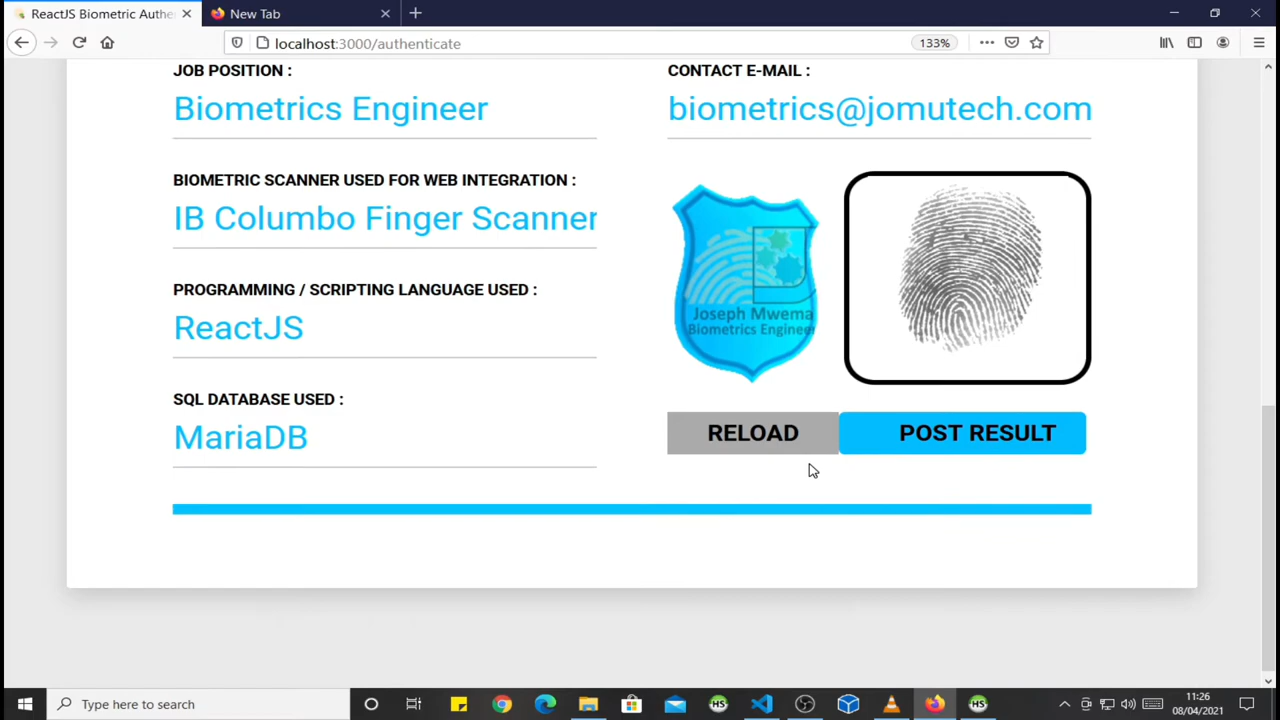 ReactJS Biometric Authe
New Tab
localhost:3000/authenticate
133%
JOB POSITION :
Biometrics Engineer
CONTACT E-MAIL :
biometrics@jomutech.com
BIOMETRIC SCANNER USED FOR WEB INTEGRATION :
IB Columbo Finger Scanner
Joseph Mwema
Biometrics Engineer
PROGRAMMING / SCRIPTING LANGUAGE USED :
ReactJS
SQL DATABASE USED :
MariaDB
RELOAD
POST RESULT
Type here to search
HS
HS
11:26
08/04/2021